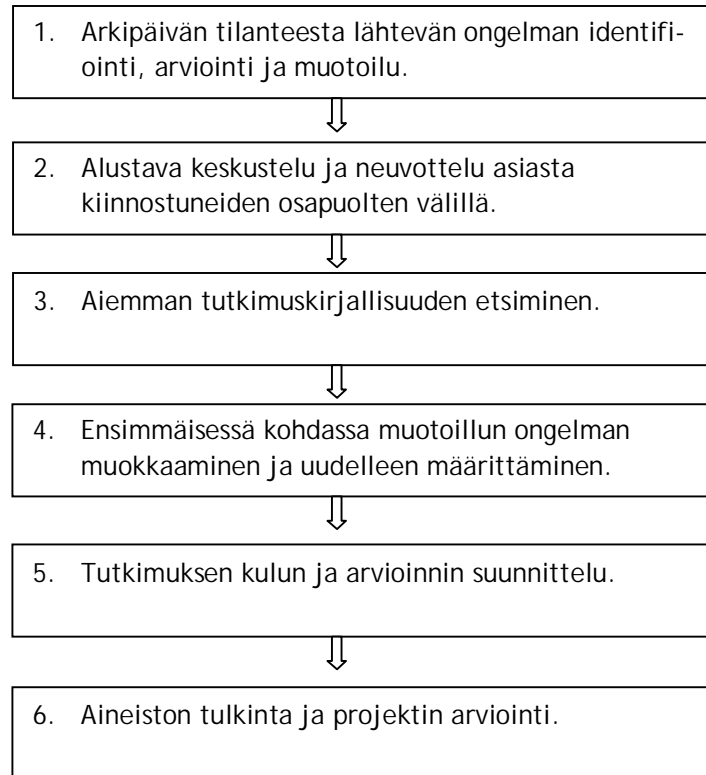 1. Arkipäivän tilanteesta lähtevän ongelman identifi-
ointi, arviointi ja muotoilu.
2. Alustava keskustelu ja neuvottelu asiasta
kiinnostuneiden osapuolten välillä.
3. Aiemman tutkimuskirjallisuuden etsiminen.
4. Ensimmäisessä kohdassa muotoillun ongelman
muokkaaminen ja uudelleen määrittäminen.
5. Tutkimuksen kulun ja arvioinnin suunnittelu.
6. Aineiston tulkinta ja projektin arviointi.